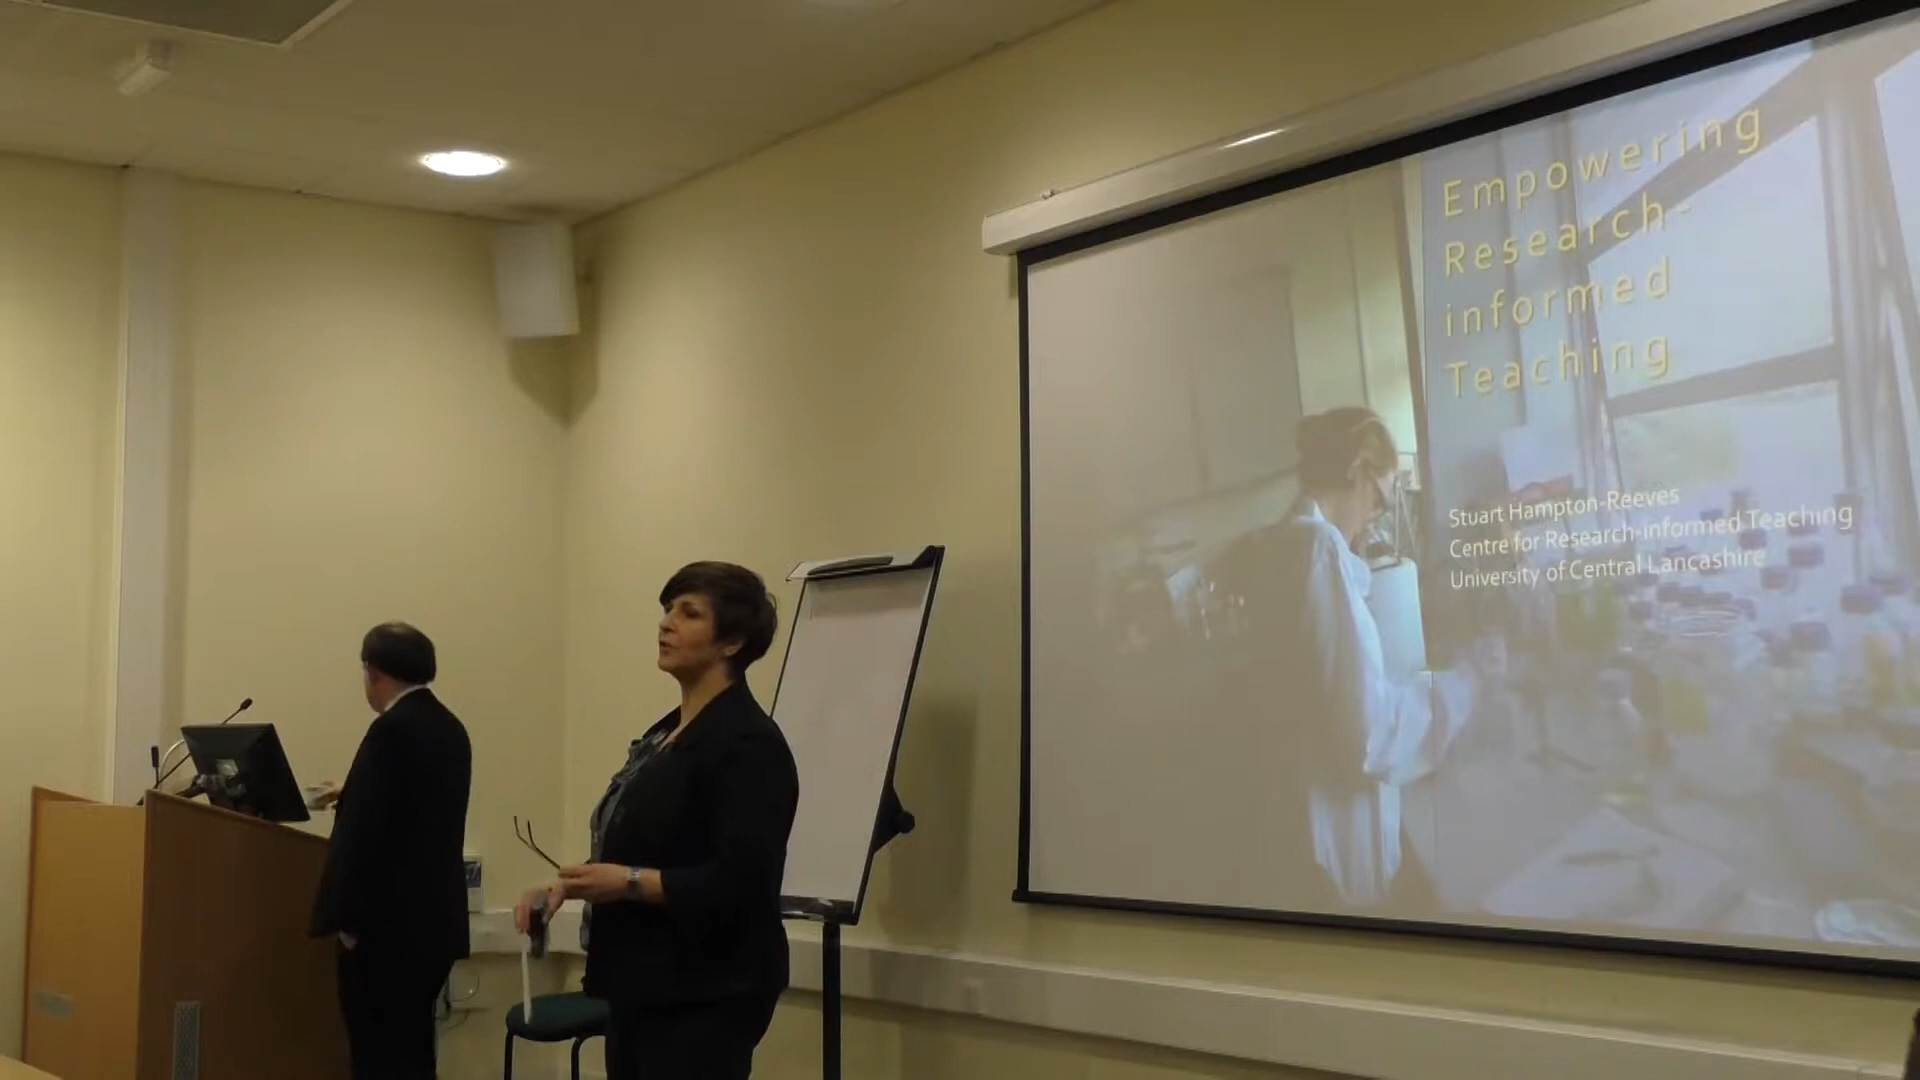 Empowering
Research-
informed
Teaching
Stuart Hampton-Reeves
Centre for Research-informed Teaching
University of Central Lancashire